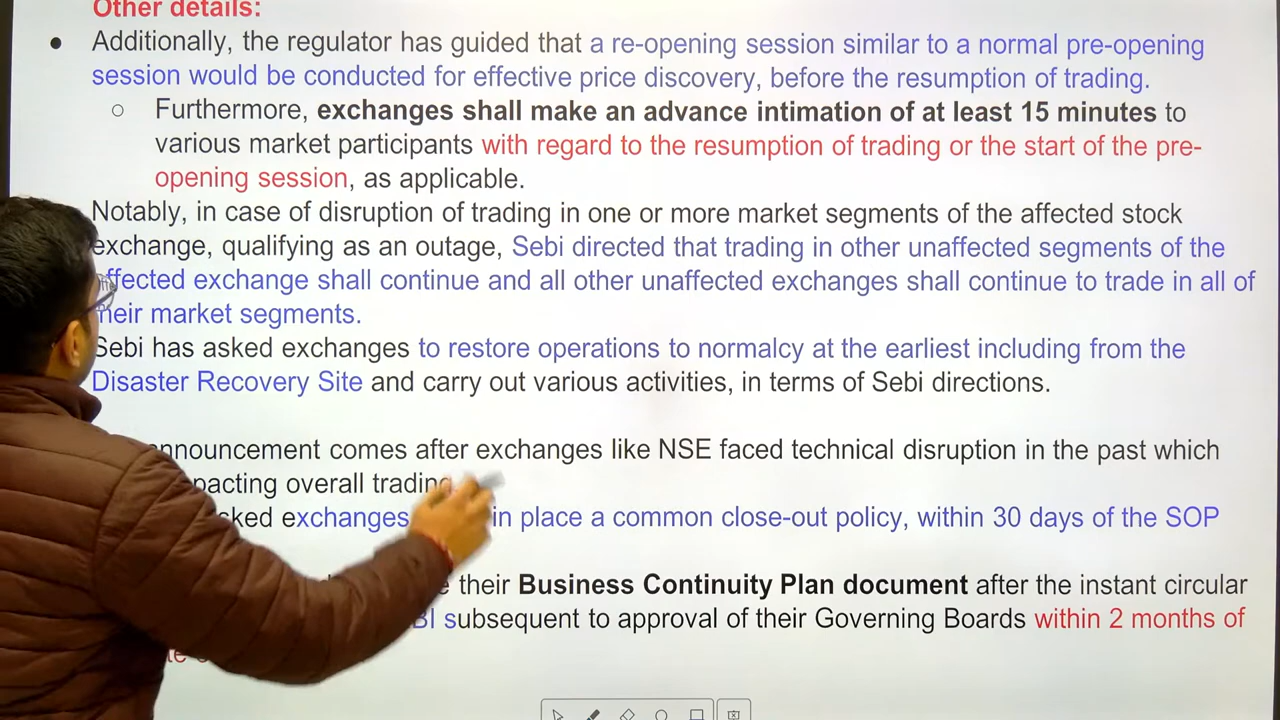 Other details:
Additionally, the regulator has guided that a re-opening session similar to a normal pre-opening
session would be conducted for effective price discovery, before the resumption of trading.
Furthermore, exchanges shall make an advance intimation of at least 15 minutes to
various market participants with regard to the resumption of trading or the start of the pre-
opening session, as applicable.
Notably, in case of disruption of trading in one or more market segments of the affected stock
exchange, qualifying as an outage, Sebi directed that trading in other unaffected segments of the
affected exchange shall continue and all other unaffected exchanges shall continue to trade in all of
their market segments.
Sebi has asked exchanges to restore operations to normalcy at the earliest including from the
Disaster Recovery Site and carry out various activities, in terms of Sebi directions.
announcement comes after exchanges like NSE faced technical disruption in the past which
overall trading
exchanges in place a common close-out policy, within 30 days of the SOP
their Business Continuity Plan document after the instant circular
subsequent to approval of their Governing Boards within 2 months of